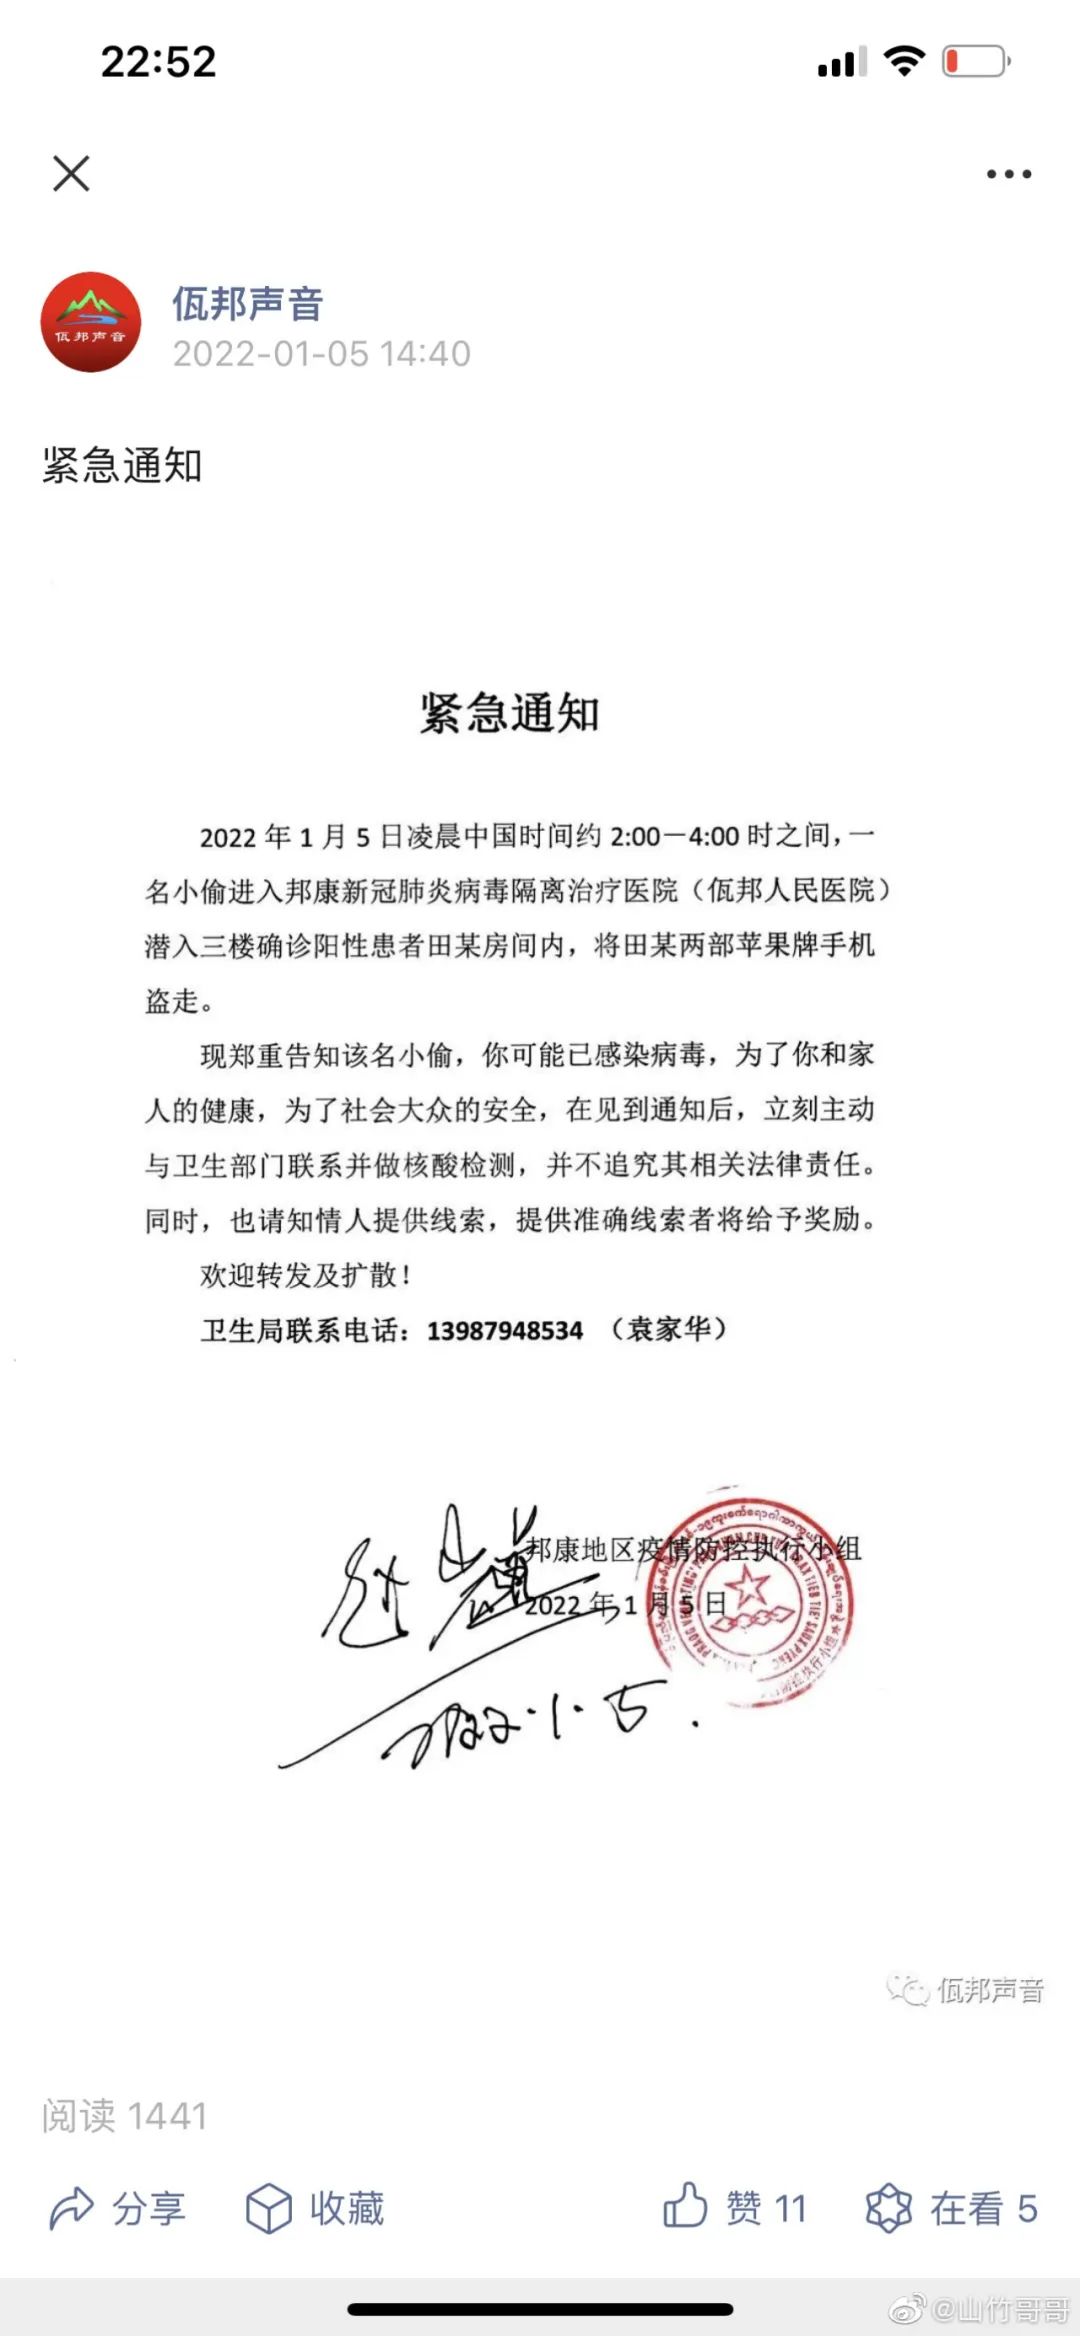 22:52
佤邦声音
佤邦声音
2022-01-05 14:40
紧急通知
紧急通知
2022 年 1 月 5 日凌晨中国时间约 2:00—4:00 时之间，一
名小偷进入邦康新冠肺炎病毒隔离治疗医院（佤邦人民医院）
潜入三楼确诊阳性患者田某房间内，将田某两部苹果牌手机
盗走。
现郑重告知该名小偷，你可能已感染病毒，为了你和家
人的健康，为了社会大众的安全，在见到通知后，立刻主动
与卫生部门联系并做核酸检测，并不追究其相关法律责任。
同时，也请知情人提供线索，提供准确线索者将给予奖励。
欢迎转发及扩散！
卫生局联系电话：13987948534 （袁家华）
邦康地区疫情防控执行小组
2022 年 1 月 5 日
2022.1.5.
佤邦声音
阅读 1441
分享
收藏
赞 11
在看 5
@山竹哥哥